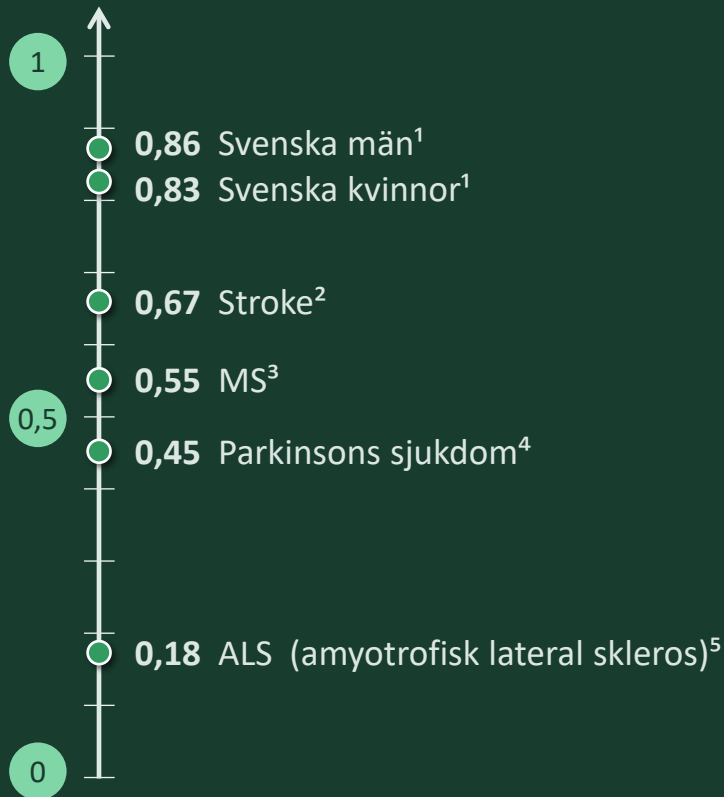 1
0,86 Svenska män¹
0,83 Svenska kvinnor¹
0,67 Stroke²
0,55 MS³
0,5
0,45 Parkinsons sjukdom⁴
0,18 ALS (amyotrofisk lateral skleros)⁵
0